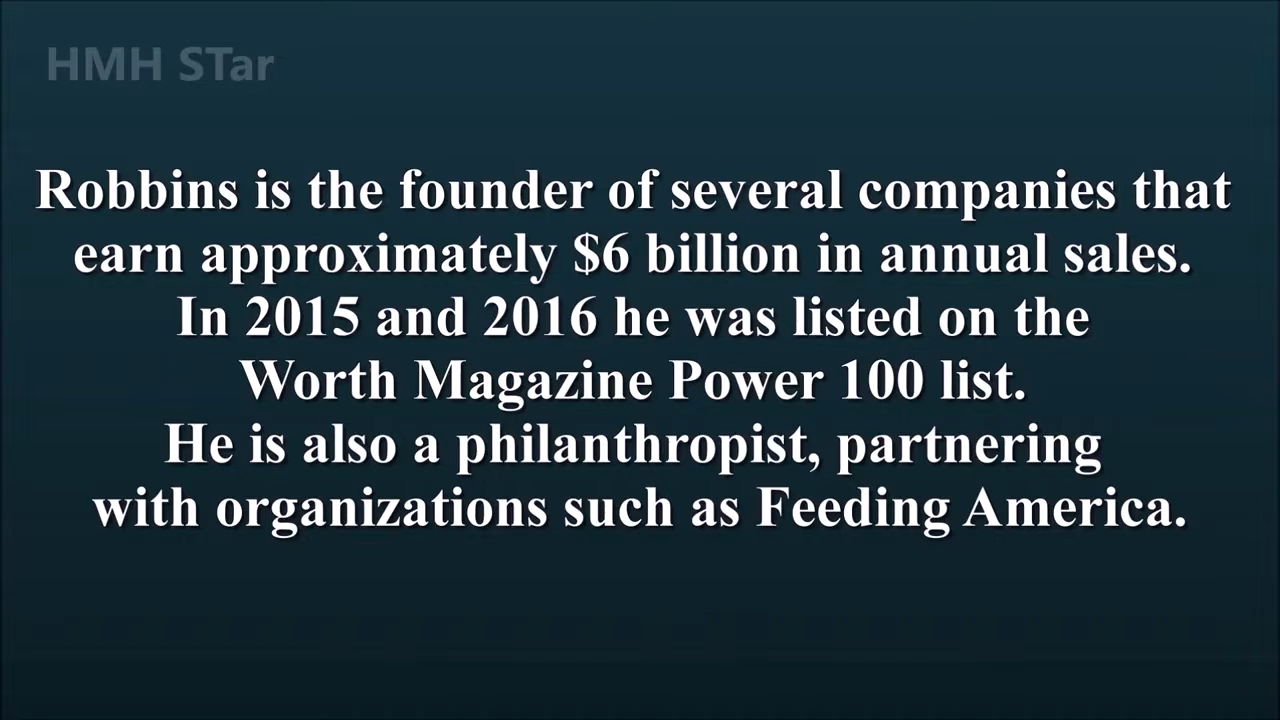 HMH STar
Robbins is the founder of several companies that
earn approximately $6 billion in annual sales.
In 2015 and 2016 he was listed on the
Worth Magazine Power 100 list.
He is also a philanthropist, partnering
with organizations such as Feeding America.